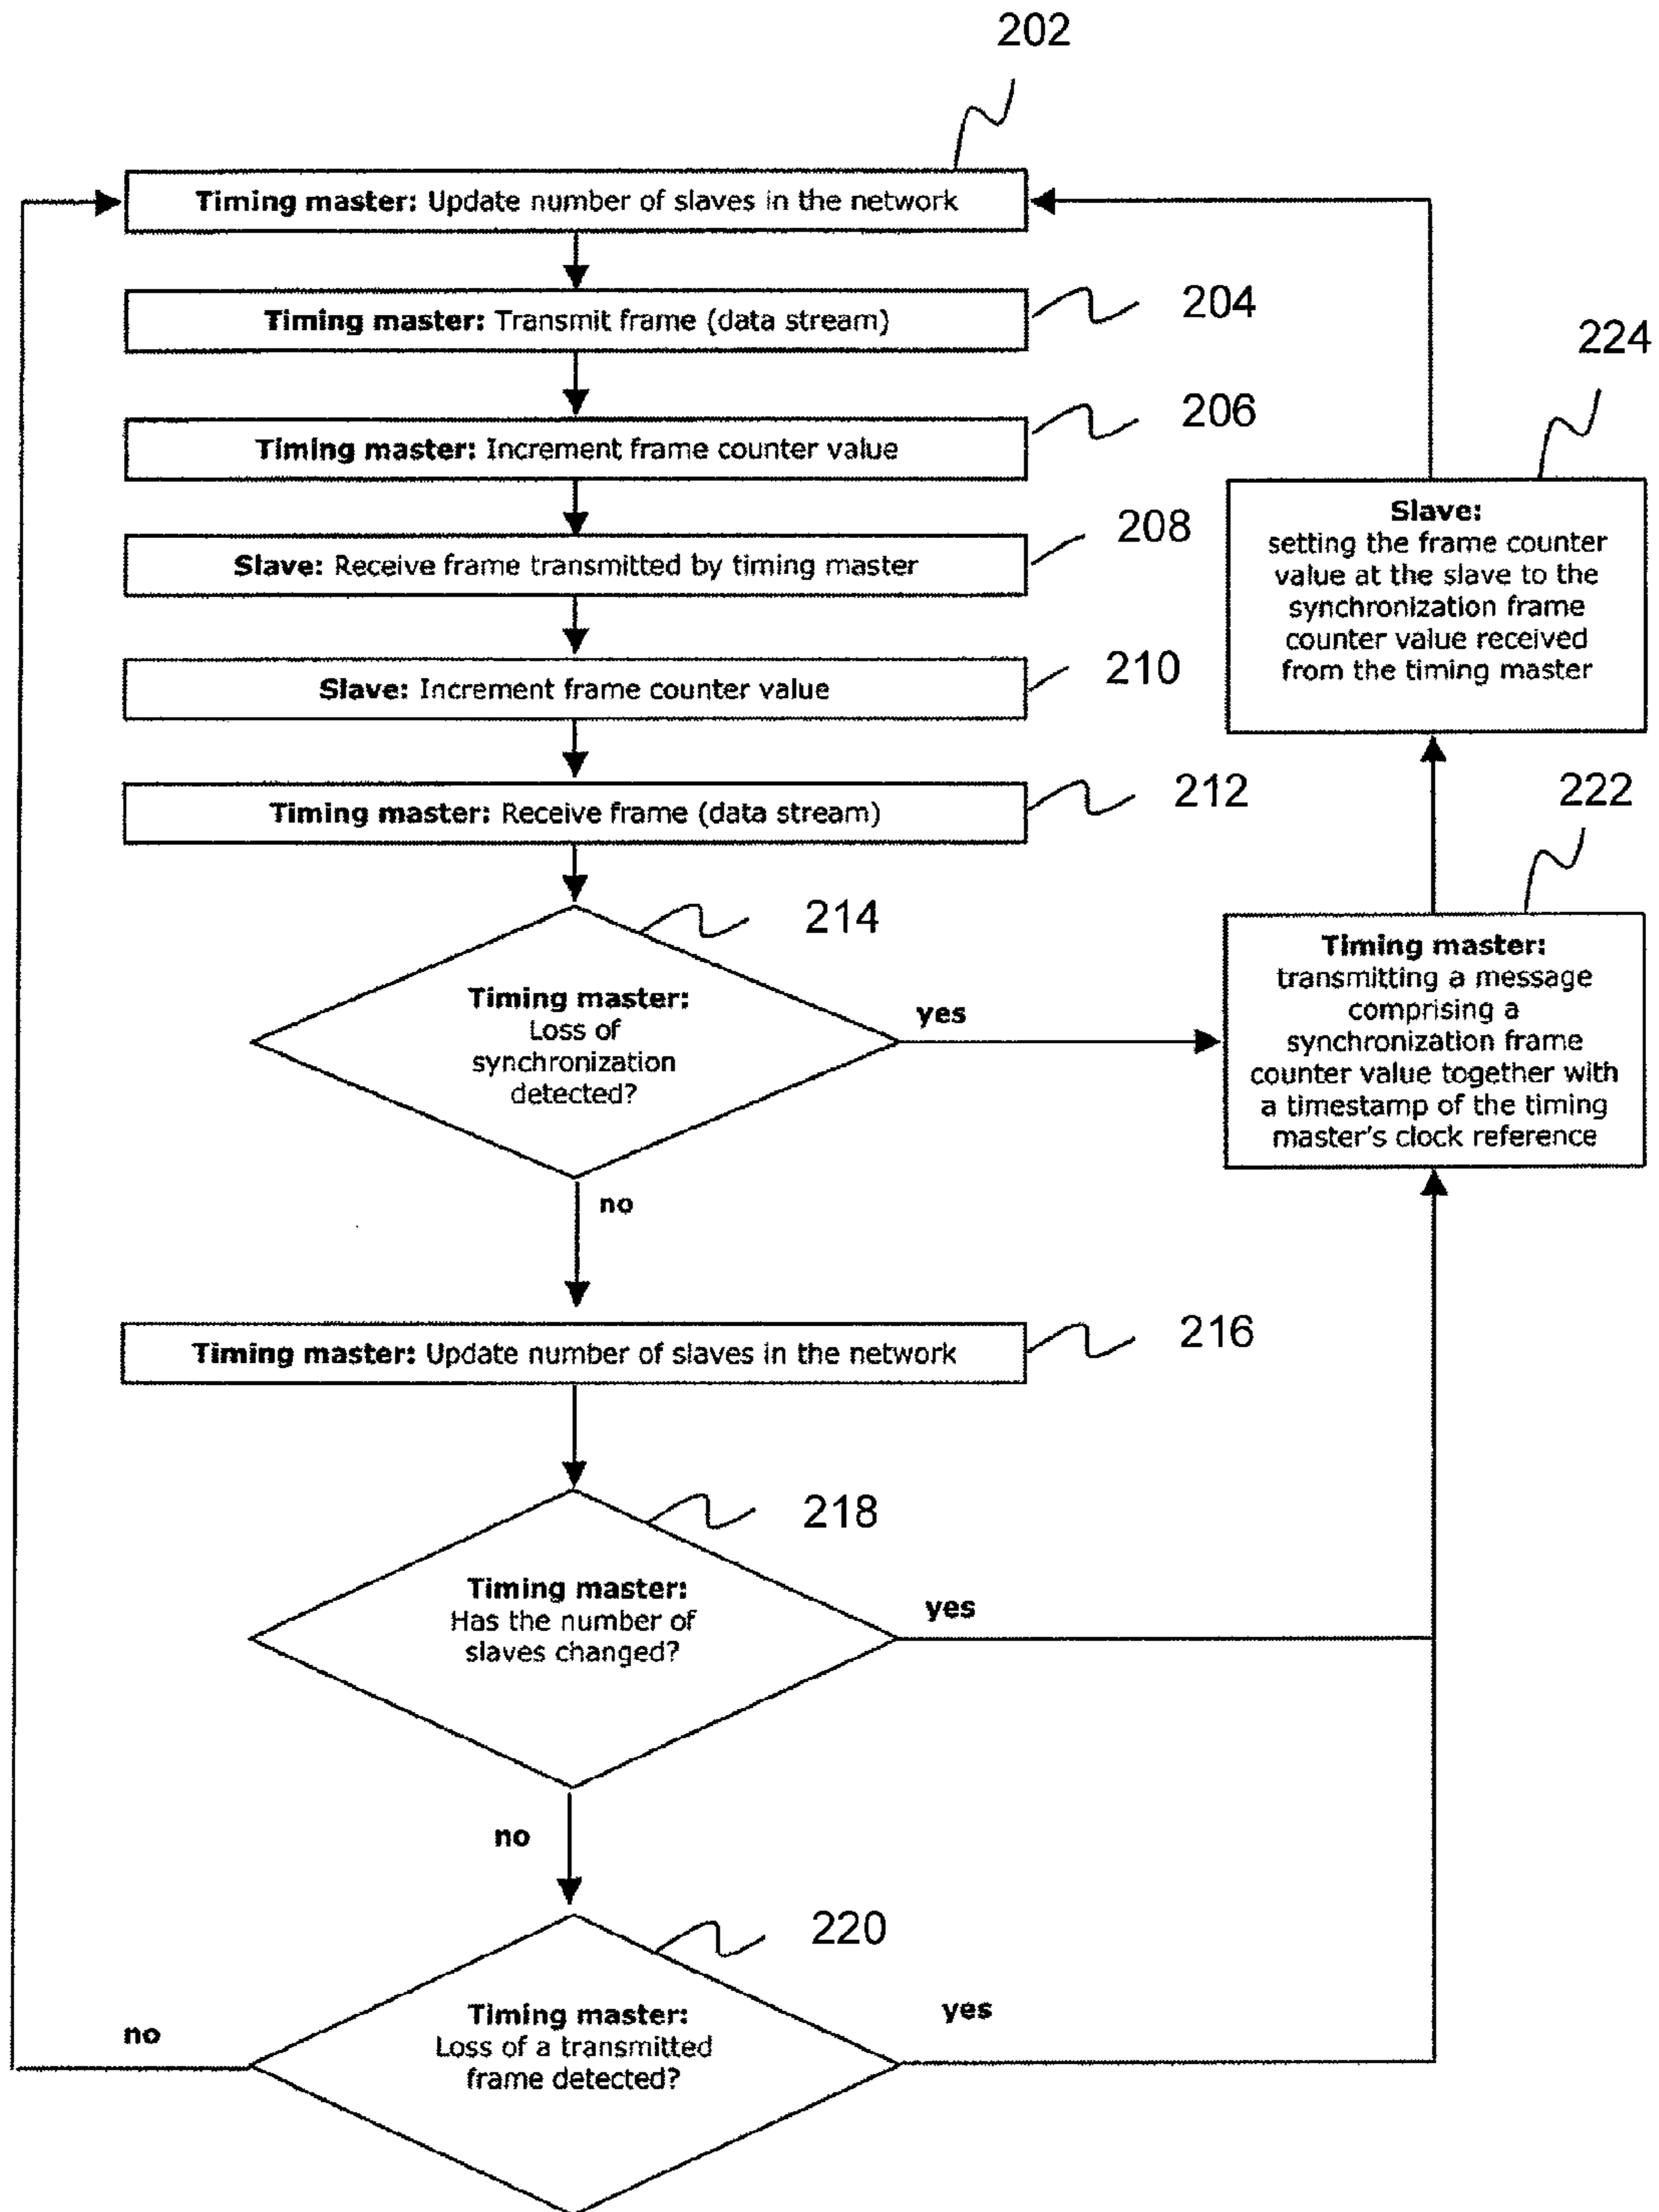 202
Timing master: Update number of slaves in the network
Timing master: Transmit frame (data stream)
204
224
Timing master: Increment frame counter value
206
Slave: Receive frame transmitted by timing master
208
Slave:
setting the frame counter
value at the slave to the
synchronization frame
counter value received
from the timing master
Slave: Increment frame counter value
210
Timing master: Receive frame (data stream)
212
222
214
Timing master:
Loss of
synchronization
detected?
yes
no
Timing master:
transmitting a message
comprising a
synchronization frame
counter value together with
a timestamp of the timing
master's clock reference
Timing master: Update number of slaves in the network
216
218
Timing master:
Has the number of
slaves changed?
yes
no
220
Timing master:
Loss of a transmitted
frame detected?
yes
no